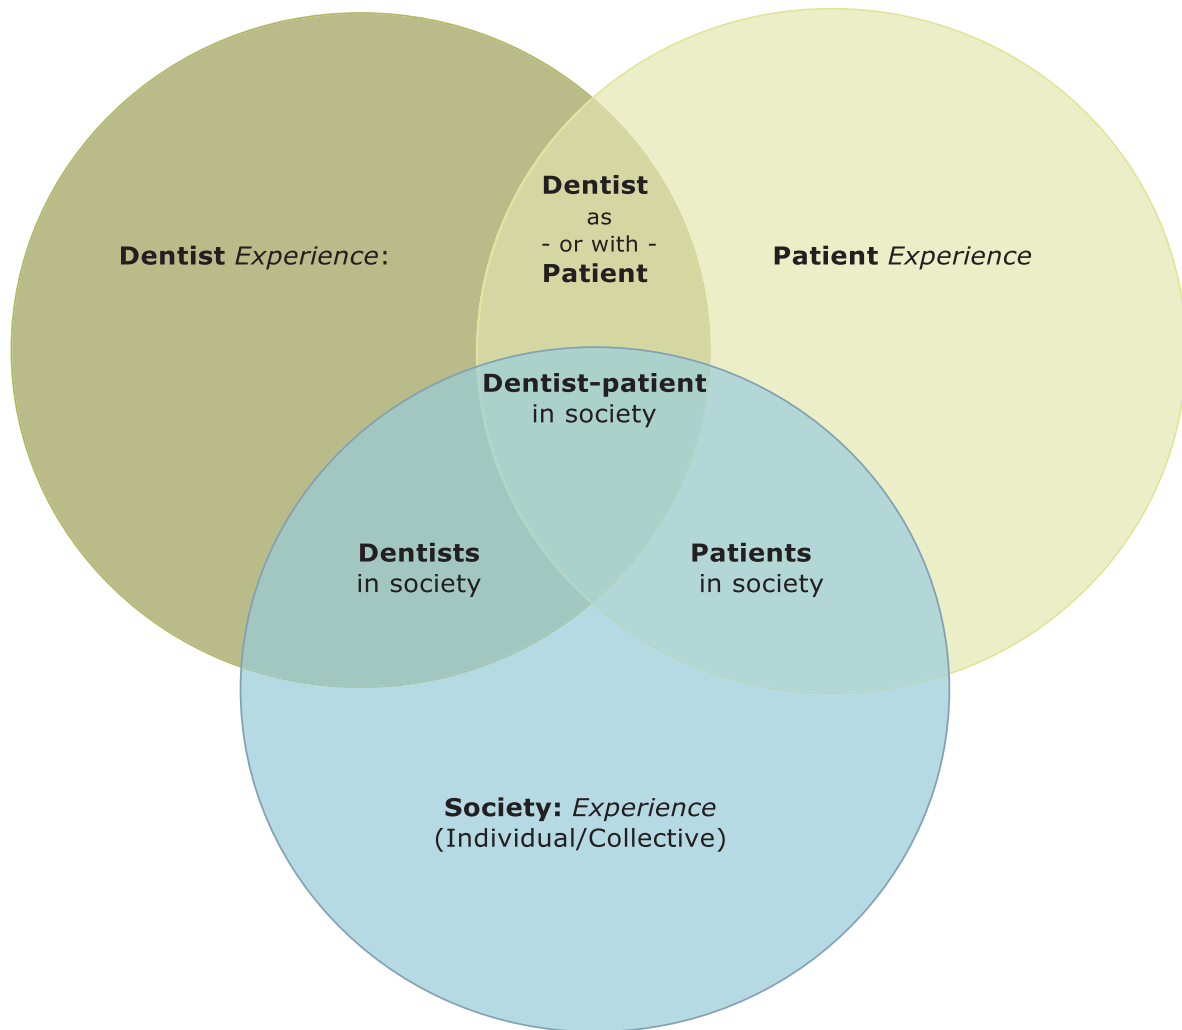 Dentist
as
- or with -
Patient
Dentist Experience:
Patient Experience
Dentist-patient
in society
Dentists
in society
Patients
in society
Society: Experience
(Individual/Collective)